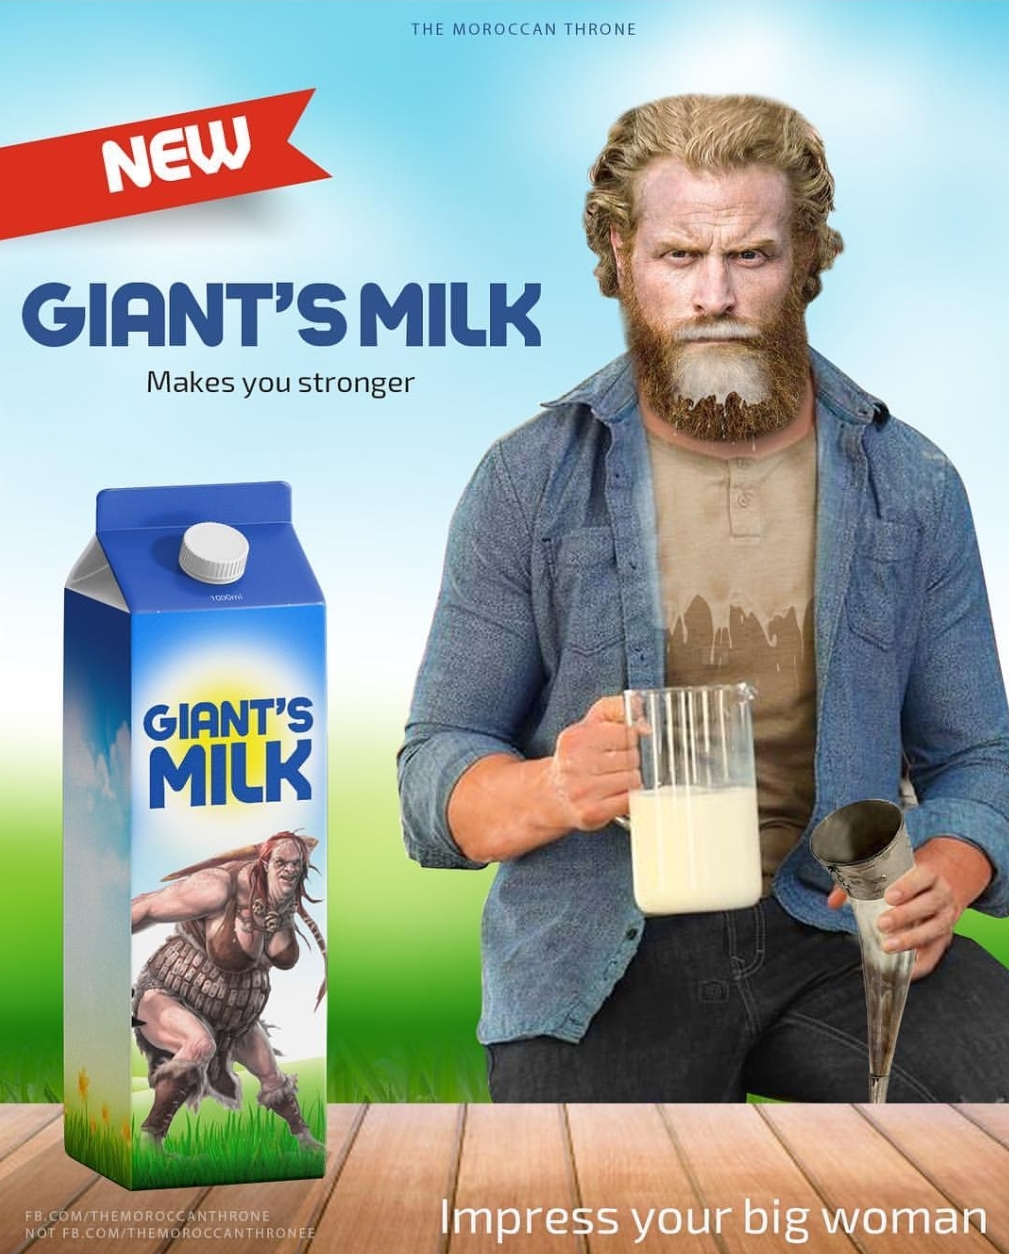 THE MOROCCAN THRONE
NEW
GIANT'S MILK
Makes you stronger
1000ml
GIANT'S
MILK
Impress your big woman
FB.COM/THEMOROCCANTHRONE
NOT FB.COM/THEMOROCCANTHRONEE